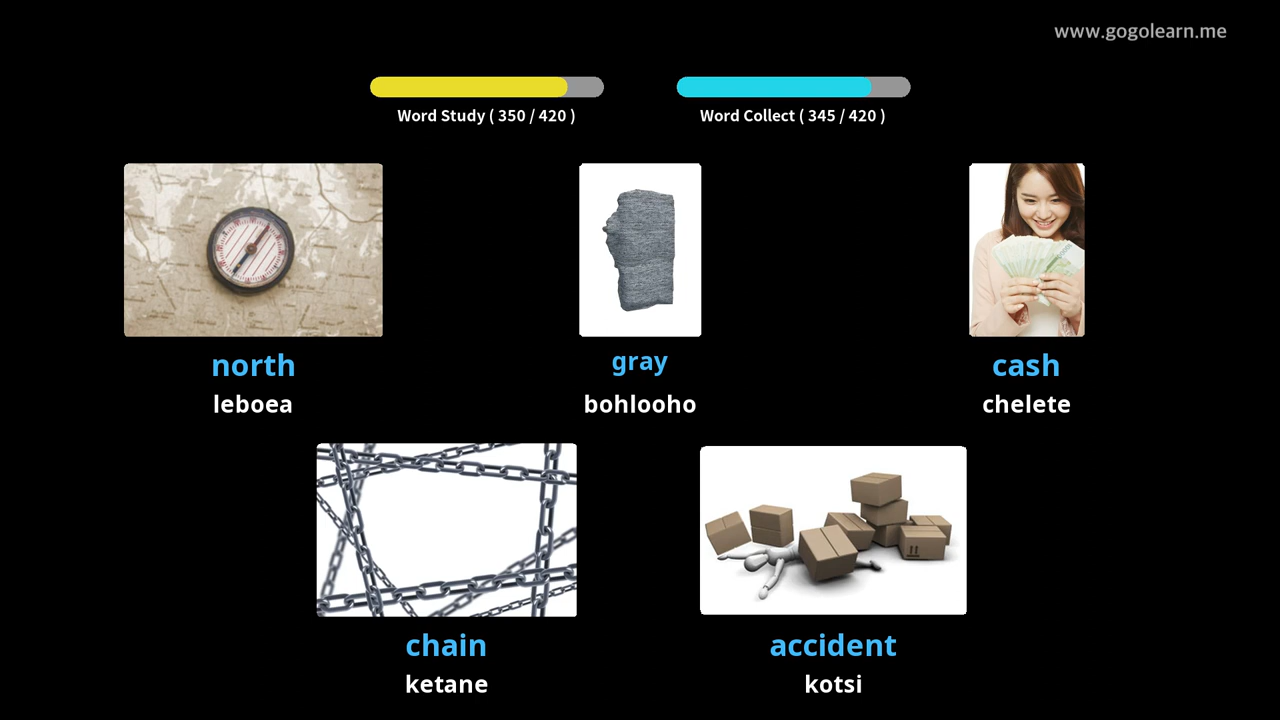 www.gogolearn.me
Word Study ( 350 / 420 )
Word Collect ( 345 / 420 )
north
leboea
gray
bohlooho
cash
chelete
chain
ketane
accident
kotsi